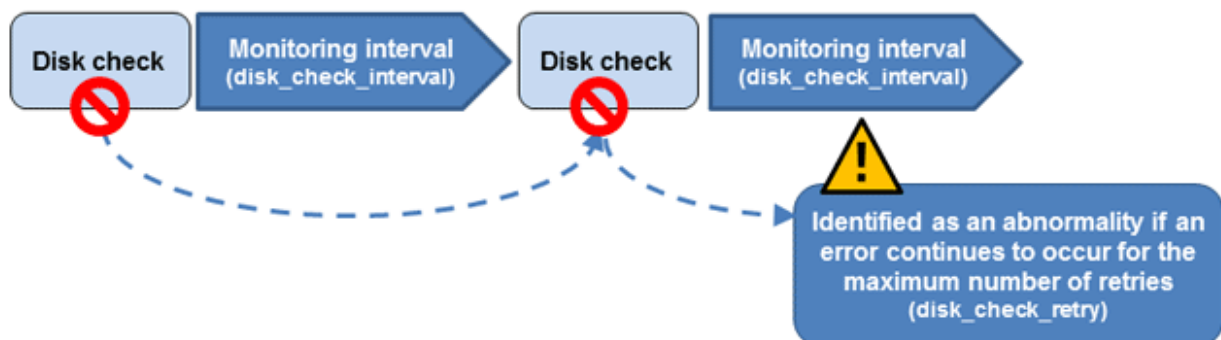 Disk check
Monitoring interval
(disk_check_interval)
Disk check
Monitoring interval
(disk_check_interval)
!
Identified as an abnormality if an
error continues to occur for the
maximum number of retries
(disk_check_retry)